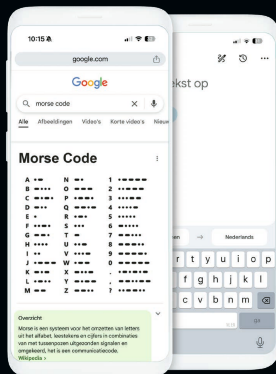 10:15
google.com
Google
morse code
Alle Afbeeldingen Video's Korte video's Nieuw
Morse Code
A •– N –• 1 •––––
B –••• O ––– 2 ••–––
C –•–• P •––• 3 •••––
D –•• Q ––•– 4 ••••–
E • R •–• 5 •••••
F ••–• S ••• 6 –••••
G ––• T – 7 ––•••
H •••• U ••– 8 –––••
I •• V •••– 9 ––––•
J •––– W •–– 0 –––––
K –•– X –••– . •–•–•–
L •–•• Y –•–– , ––••––
M –– Z ––•• ? ••––••
Overzicht
Morse is een systeem voor het omzetten van letters
uit het alfabet, leestekens en cijfers in combinaties
van met tussenpozen uitgezonden signalen en
omgekeerd, het is een communicatiecode.
Wikipedia >
ekst op
en → Nederlands
r t y u i o p
f g h j k l
c v b n m
go